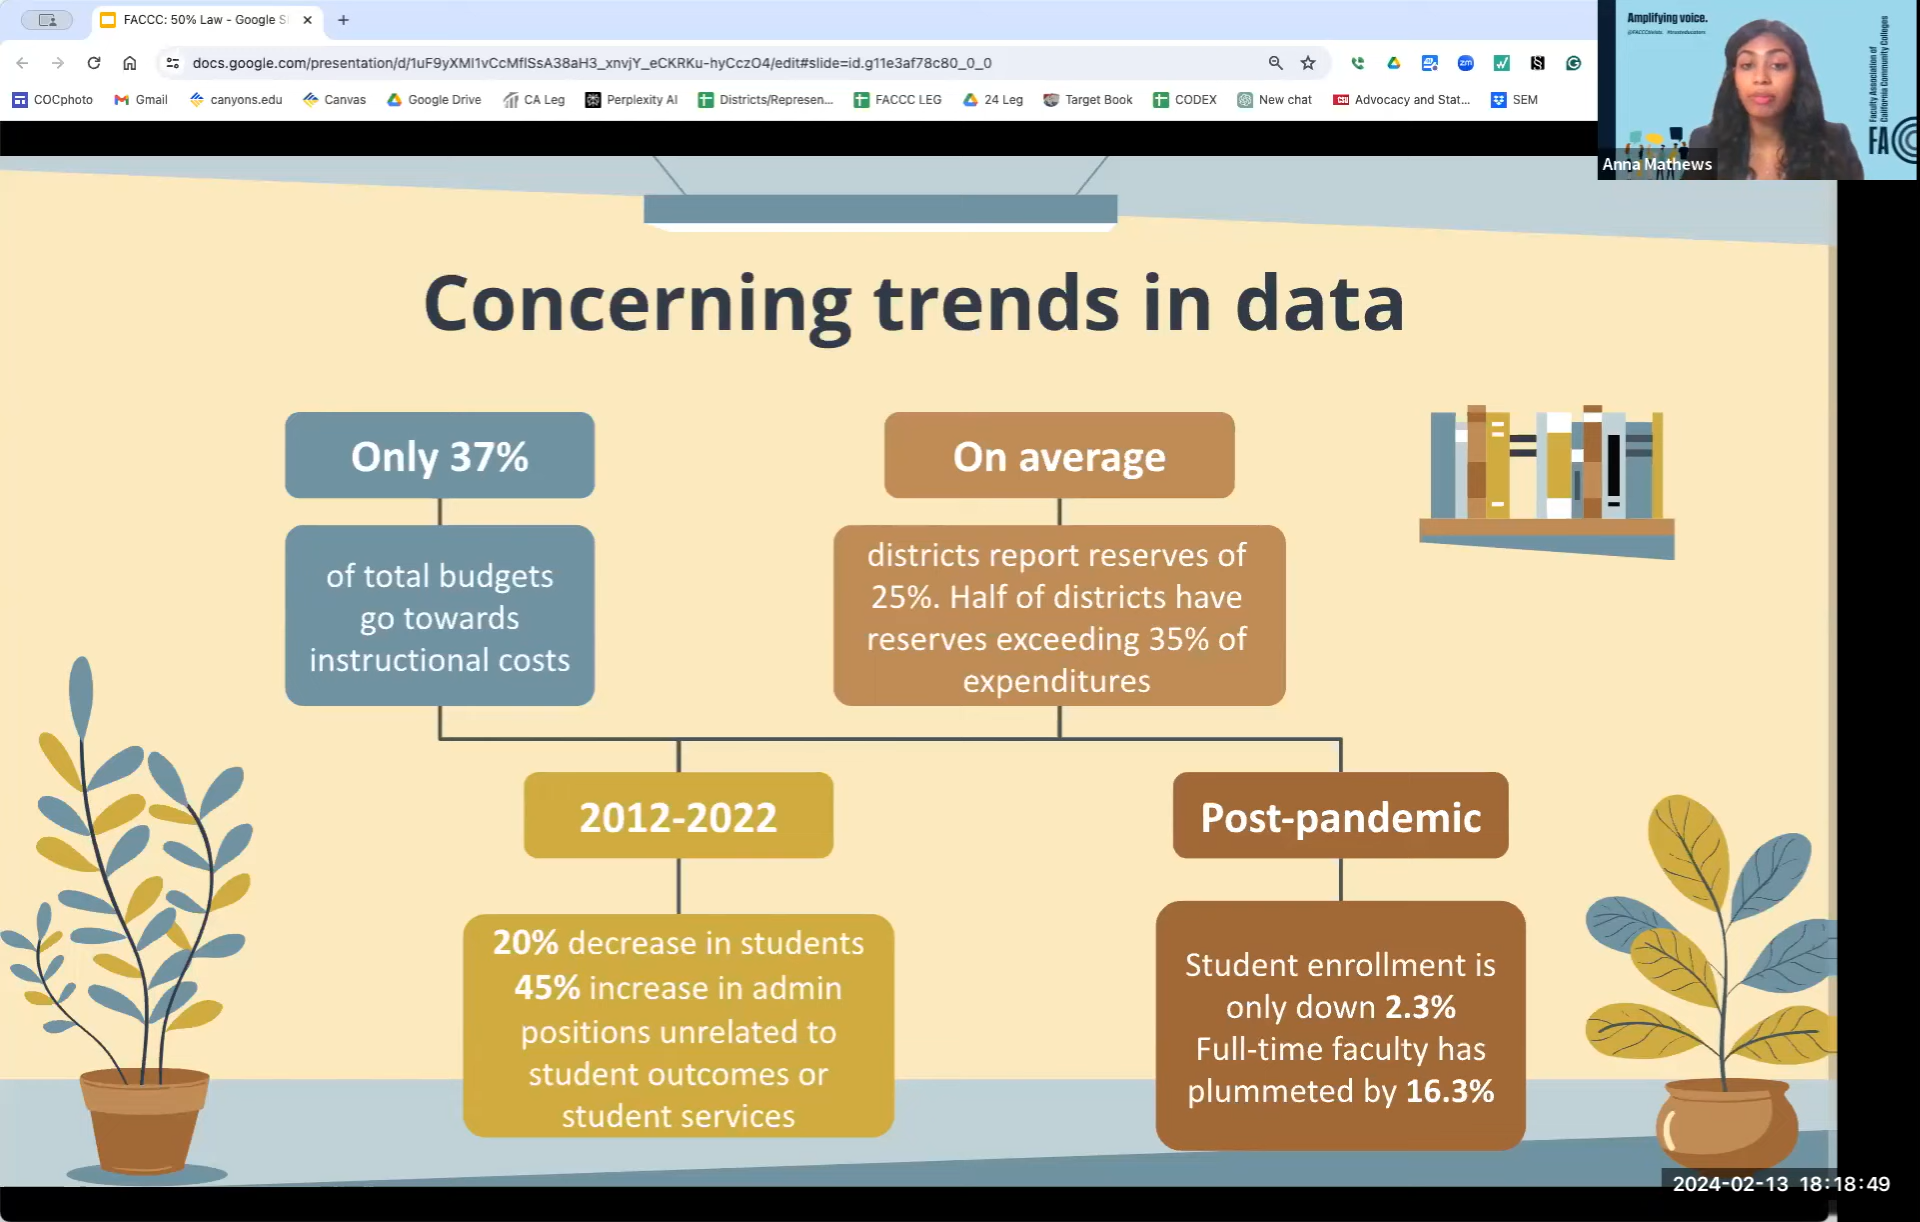 FACCC: 50% Law - Google S
docs.google.com/presentation/d/1uF9yXMI1vCcMfISsA38aH3_xnvjY_eCKRKu-hyCczO4/edit#slide=id.g11e3af78c80_0_0
COCphoto Gmail canyons.edu Canvas Google Drive CA Leg Perplexity AI Districts/Represen... FACCC LEG 24 Leg Target Book CODEX New chat Advocacy and Stat... SEM
Amplifying voice.
Faculty Association of
California Community Colleges
Anna Mathews
Concerning trends in data
Only 37%
of total budgets
go towards
instructional costs
On average
districts report reserves of
25%. Half of districts have
reserves exceeding 35% of
expenditures
2012-2022
20% decrease in students
45% increase in admin
positions unrelated to
student outcomes or
student services
Post-pandemic
Student enrollment is
only down 2.3%
Full-time faculty has
plummeted by 16.3%
2024-02-13 18:18:49